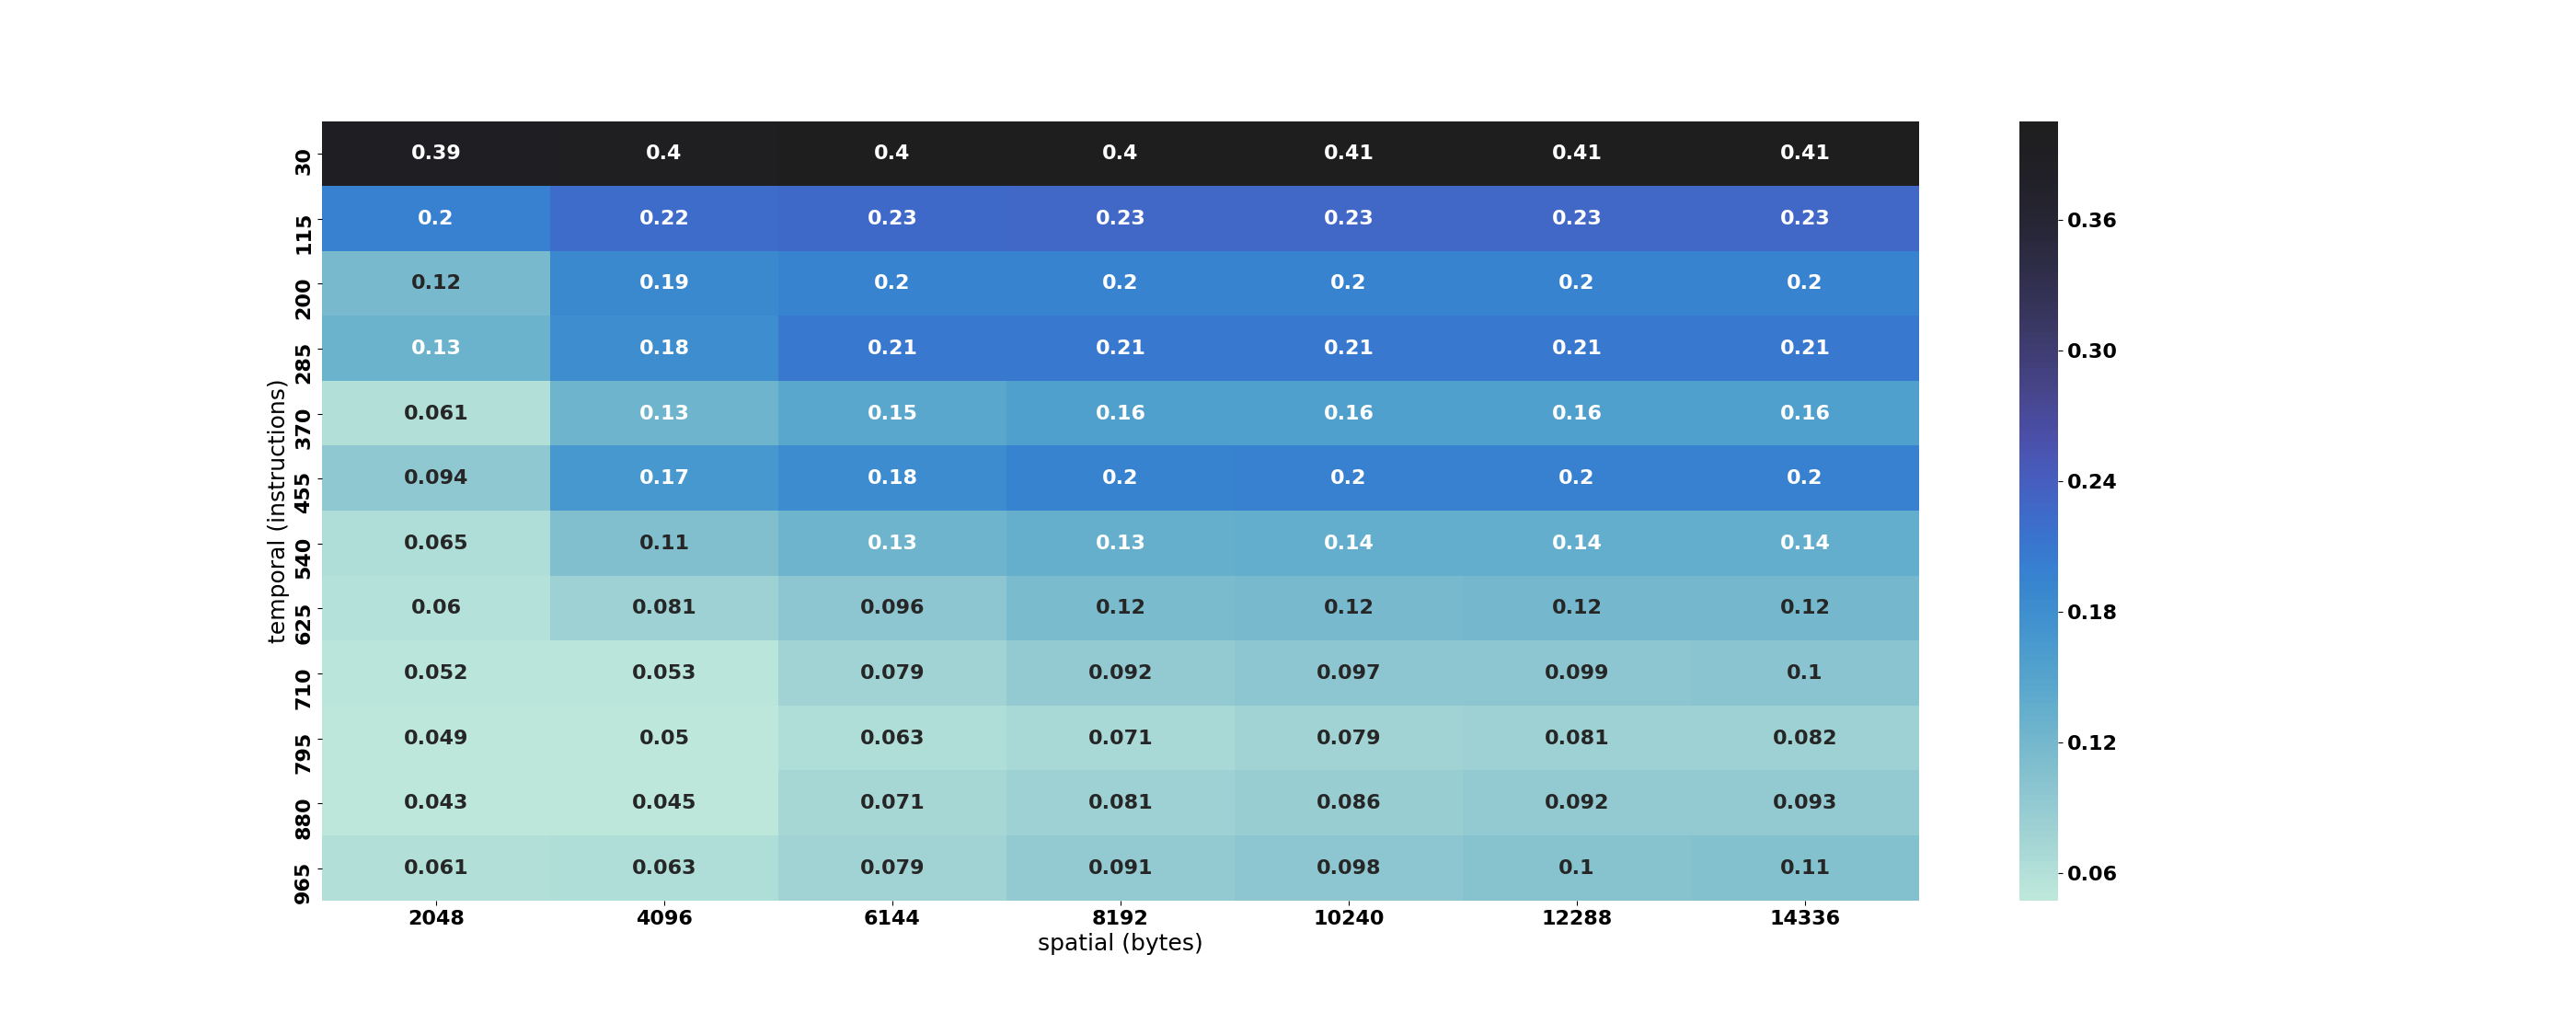 30 0.39 0.4 0.4 0.4 0.41 0.41 0.41
115 0.2 0.22 0.23 0.23 0.23 0.23 0.23
200 0.12 0.19 0.2 0.2 0.2 0.2 0.2
285 0.13 0.18 0.21 0.21 0.21 0.21 0.21
370 0.061 0.13 0.15 0.16 0.16 0.16 0.16
455 0.094 0.17 0.18 0.2 0.2 0.2 0.2
540 0.065 0.11 0.13 0.13 0.14 0.14 0.14
625 0.06 0.081 0.096 0.12 0.12 0.12 0.12
710 0.052 0.053 0.079 0.092 0.097 0.099 0.1
795 0.049 0.05 0.063 0.071 0.079 0.081 0.082
880 0.043 0.045 0.071 0.081 0.086 0.092 0.093
965 0.061 0.063 0.079 0.091 0.098 0.1 0.11
2048 4096 6144 8192 10240 12288 14336
spatial (bytes)
temporal (instructions)
0.36
0.30
0.24
0.18
0.12
0.06